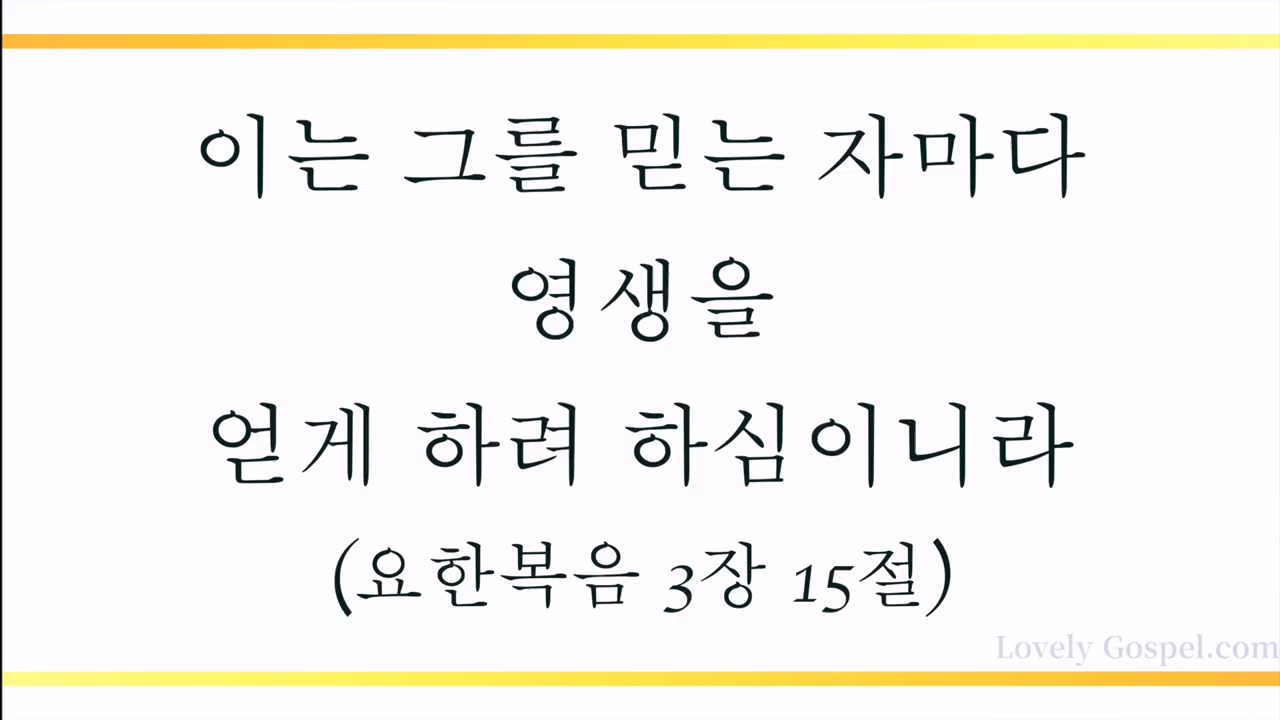 이는 그를 믿는 자마다
영생을
얻게 하려 하심이니라
(요한복음 3장 15절)
Lovely Gospel.com